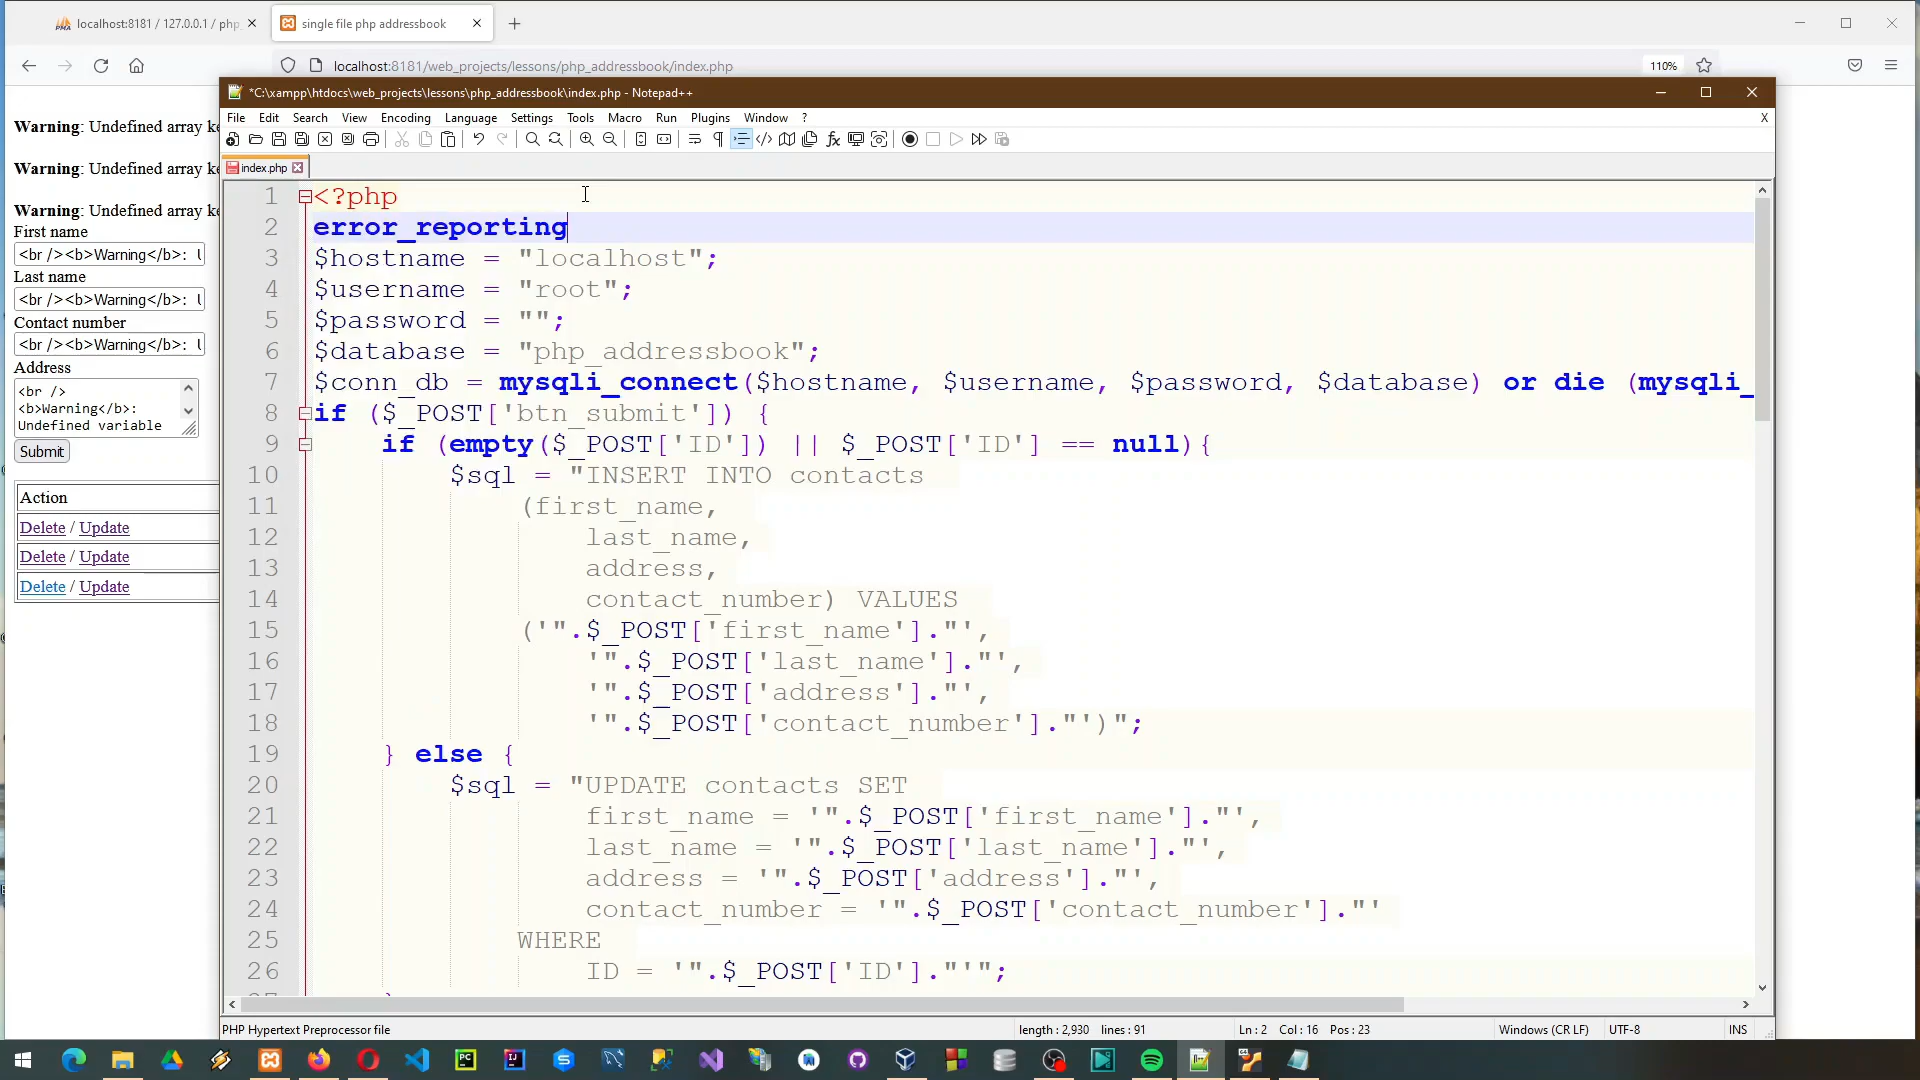 localhost:8181 / 127.0.0.1 / php_
single file php addressbook
localhost:8181/web_projects/lessons/php_addressbook/index.php
110%
*C:\xampp\htdocs\web_projects\lessons\php_addressbook\index.php - Notepad++
File Edit Search View Encoding Language Settings Tools Macro Run Plugins Window ? X
index.php
Warning: Undefined array ke
Warning: Undefined array ke
Warning: Undefined array ke
First name
<br /><b>Warning</b>: U
Last name
<br /><b>Warning</b>: U
Contact number
<br /><b>Warning</b>: U
Address
<br />
<b>Warning</b>:
Undefined variable
Submit
Action
Delete / Update
Delete / Update
Delete / Update
1 <?php
2 error_reporting
3 $hostname = "localhost";
4 $username = "root";
5 $password = "";
6 $database = "php_addressbook";
7 $conn_db = mysqli_connect($hostname, $username, $password, $database) or die (mysqli_
8 if ($_POST['btn_submit']) {
9 if (empty($_POST['ID']) || $_POST['ID'] == null){
10 $sql = "INSERT INTO contacts
11 (first_name,
12 last_name,
13 address,
14 contact_number) VALUES
15 ('".$_POST['first_name']."',
16 '".$_POST['last_name']."',
17 '".$_POST['address']."',
18 '".$_POST['contact_number']."')";
19 } else {
20 $sql = "UPDATE contacts SET
21 first_name = '".$_POST['first_name']."',
22 last_name = '".$_POST['last_name']."',
23 address = '".$_POST['address']."',
24 contact_number = '".$_POST['contact_number']."'
25 WHERE
26 ID = '".$_POST['ID']."'";
PHP Hypertext Preprocessor file length : 2,930 lines : 91 Ln : 2 Col : 16 Pos : 23 Windows (CR LF) UTF-8 INS